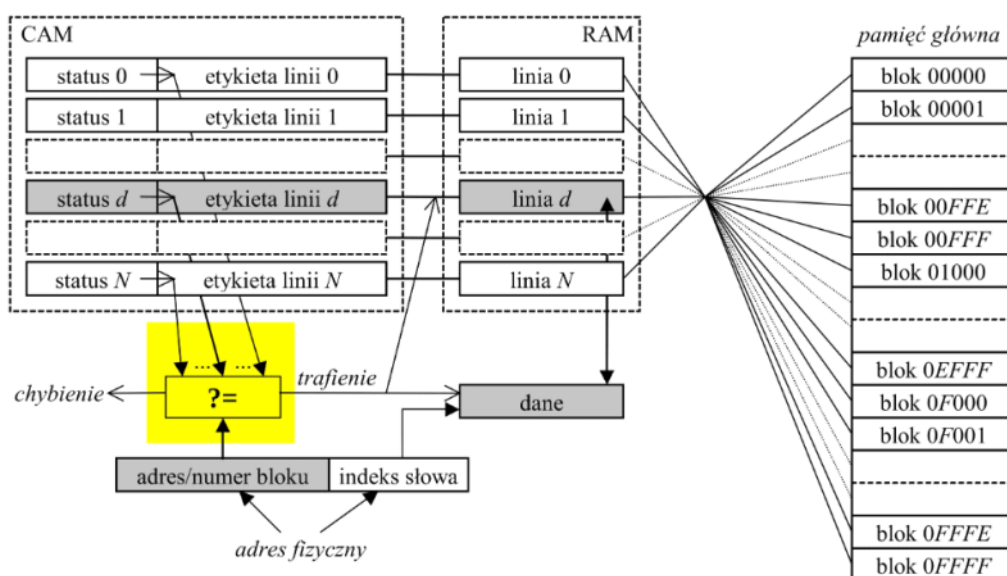 CAM
RAM
pamięć główna
status 0 etykieta linii 0 linia 0
status 1 etykieta linii 1 linia 1
status d etykieta linii d linia d
status N etykieta linii N linia N
blok 00000
blok 00001
blok 00FFE
blok 00FFF
blok 01000
blok 0EFFF
blok 0F000
blok 0F001
blok 0FFFE
blok 0FFFF
... ...
chybienie
?=
trafienie
dane
adres/numer bloku indeks słowa
adres fizyczny